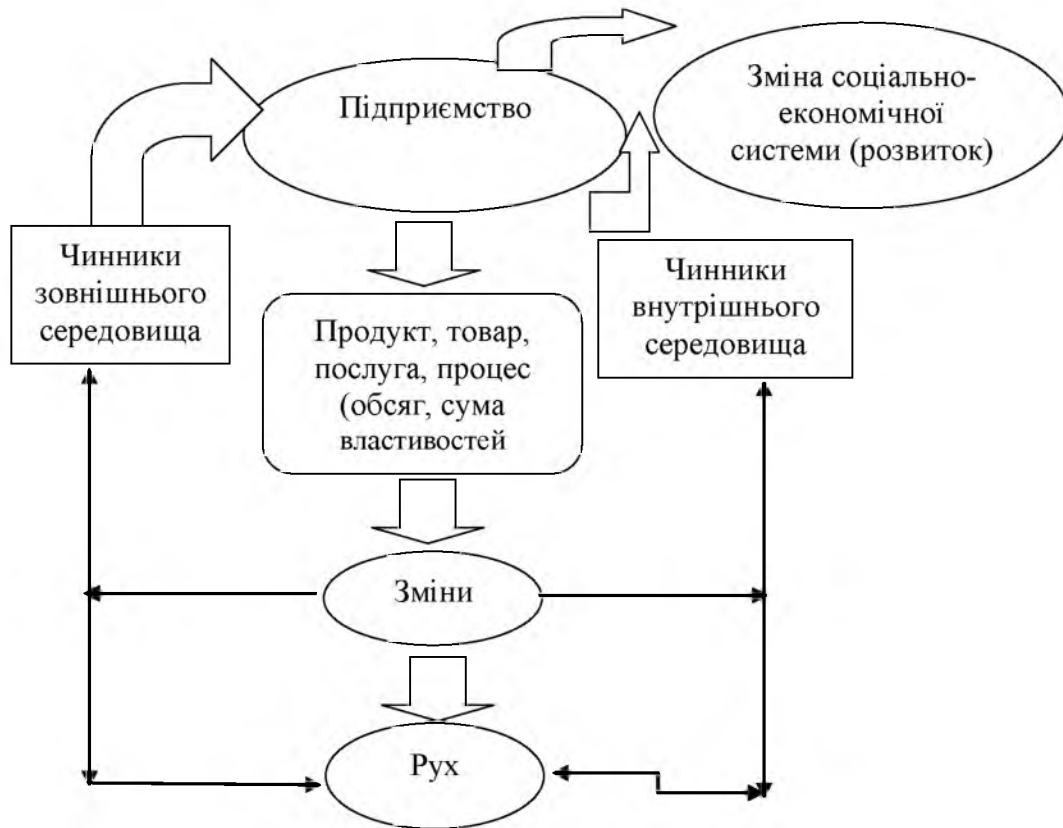 Підприємство
Зміна соціально-
економічної
системи (розвиток)
Чинники
зовнішнього
середовища
Чинники
внутрішнього
середовища
Продукт, товар,
послуга, процес
(обсяг, сума
властивостей
Зміни
Рух